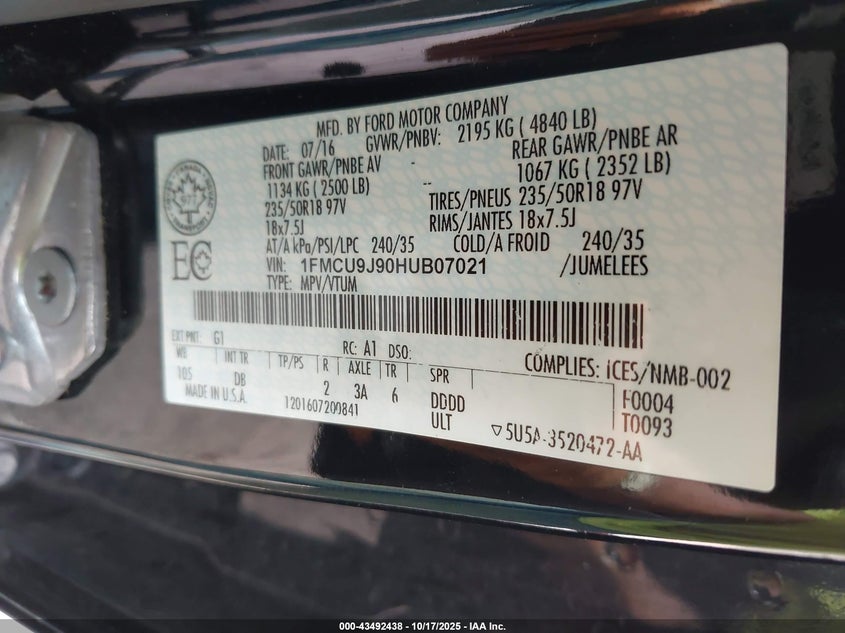 MFD. BY FORD MOTOR COMPANY
DATE: 07/16 GVWR/PNBV: 2195 KG ( 4840 LB)
FRONT GAWR/PNBE AV REAR GAWR/PNBE AR
1134 KG ( 2500 LB) -- 1067 KG ( 2352 LB)
235/50R18 97V TIRES/PNEUS 235/50R18 97V
18x7.5J RIMS/JANTES 18x7.5J
AT/A kPa/PSI/LPC 240/35 COLD/A FROID 240/35
VIN: 1FMCU9J90HUB07021 /JUMELEES
TYPE: MPV/VTUM
EXT PNT: G1 RC: A1 DSO: COMPLIES: ICES/NMB-002
WB INT TR TP/PS R AXLE TR SPR F0004
105 DB 2 3A 6 DDDD T0093
MADE IN U.S.A. 1201607200841 ULT ▽5U5A-3520472-AA
EC
977
000-43492438 - 10/17/2025 - IAA Inc.